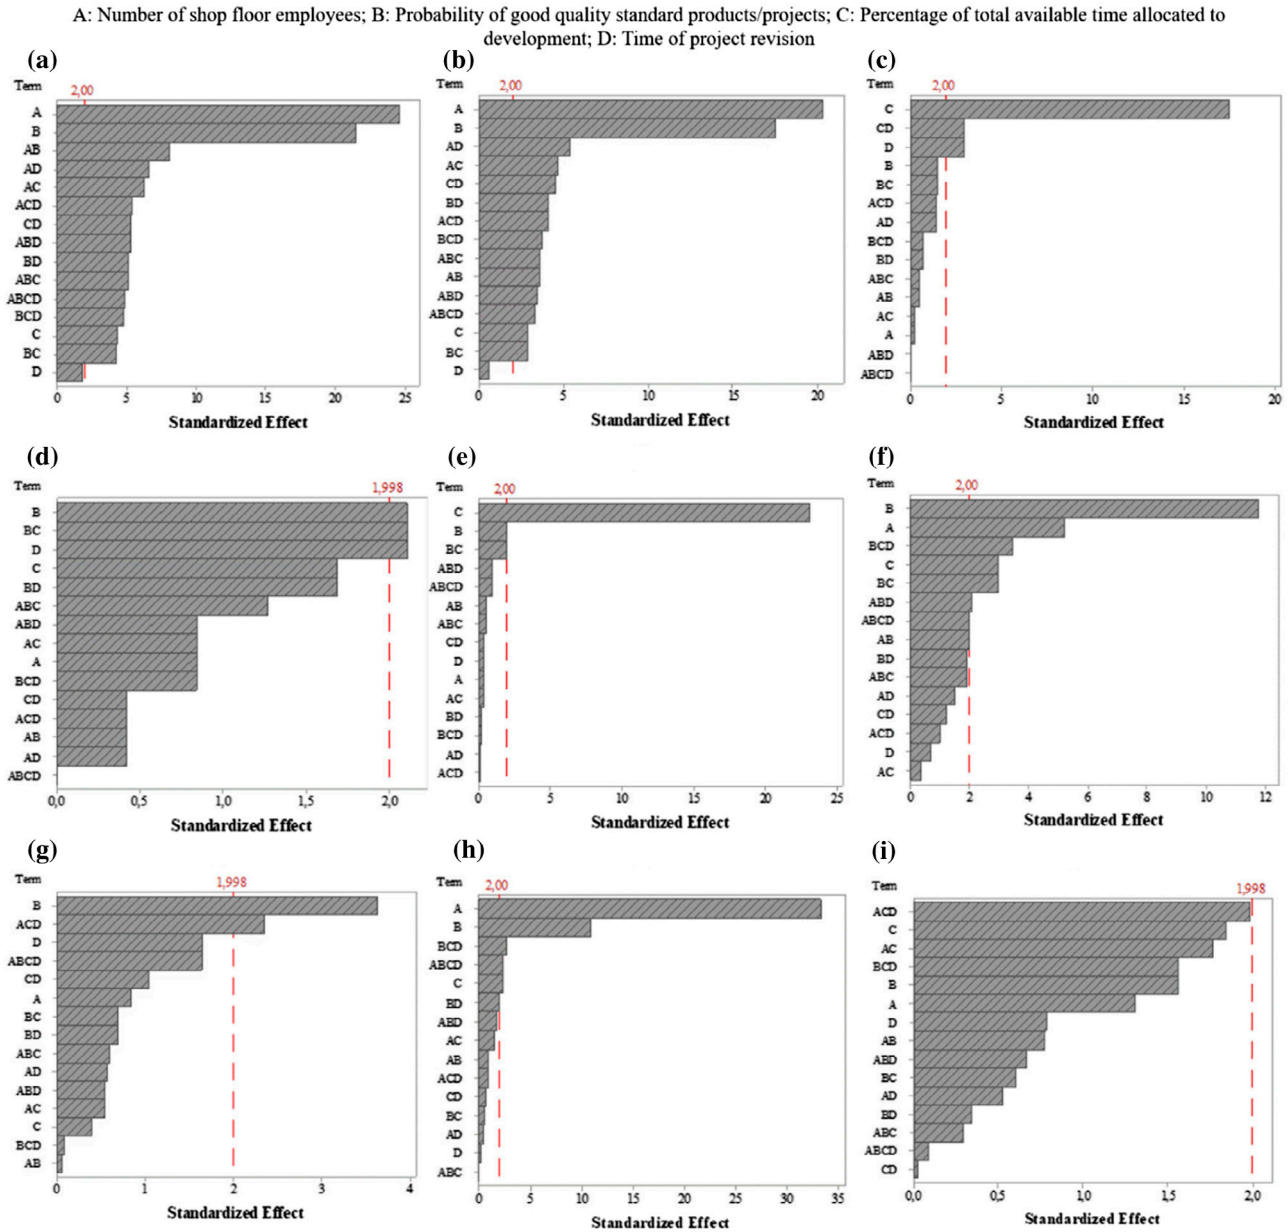 A: Number of shop floor employees; B: Probability of good quality standard products/projects; C: Percentage of total available time allocated to
development; D: Time of project revision
(a)
Term
2,00
A
B
AB
AD
AC
ACD
CD
ABD
BD
ABC
ABCD
BCD
C
BC
D
0 5 10 15 20 25
Standardized Effect
(b)
Term
2,00
A
B
AD
AC
CD
BD
ACD
BCD
ABC
AB
ABD
ABCD
C
BC
D
0 5 10 15 20
Standardized Effect
(c)
Term
2,00
C
CD
D
B
BC
ACD
AD
BCD
BD
ABC
AB
AC
A
ABD
ABCD
0 5 10 15 20
Standardized Effect
(d)
Term
1,998
B
BC
D
C
BD
ABC
ABD
AC
A
BCD
CD
ACD
AB
AD
ABCD
0,0 0,5 1,0 1,5 2,0
Standardized Effect
(e)
Term
2,00
C
B
BC
ABD
ABCD
AB
ABC
CD
D
A
AC
BD
BCD
AD
ACD
0 5 10 15 20 25
Standardized Effect
(f)
Term
2,00
B
A
BCD
C
BC
ABD
ABCD
AB
BD
ABC
AD
CD
ACD
D
AC
0 2 4 6 8 10 12
Standardized Effect
(g)
Term
1,998
B
ACD
D
ABCD
CD
A
BC
BD
ABC
AD
ABD
AC
C
BCD
AB
0 1 2 3 4
Standardized Effect
(h)
Term
2,00
A
B
BCD
ABCD
C
BD
ABD
AC
AB
ACD
CD
BC
AD
D
ABC
0 5 10 15 20 25 30 35
Standardized Effect
(i)
Term
1,998
ACD
C
AC
BCD
B
A
D
AB
ABD
BC
AD
BD
ABC
ABCD
CD
0,0 0,5 1,0 1,5 2,0
Standardized Effect